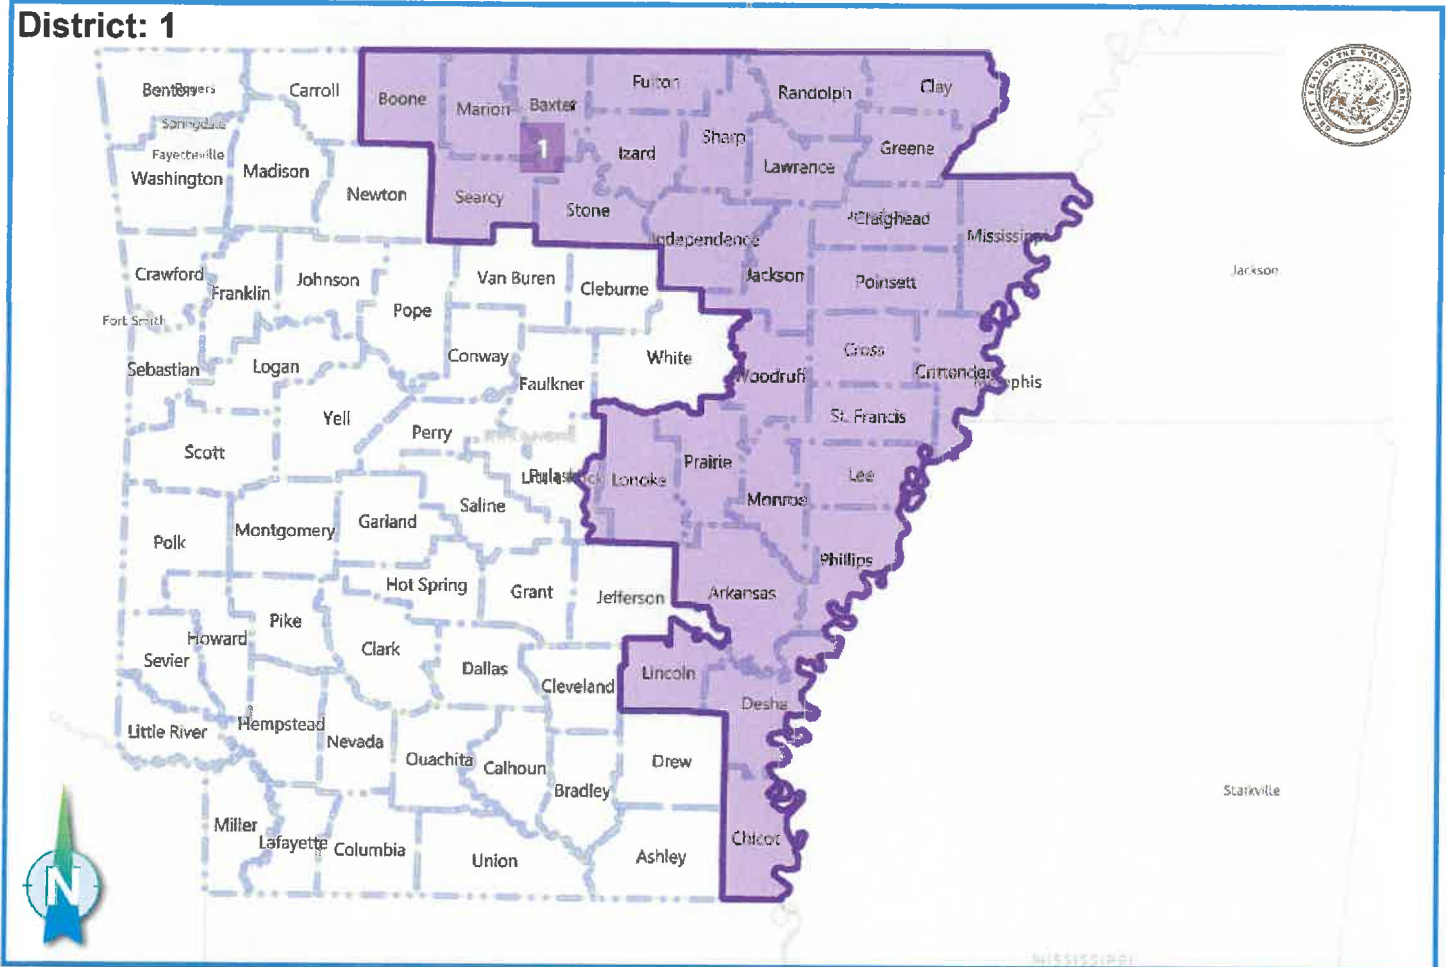 District: 1
Benton
Rogers
Carroll
Boone
Marion
Baxter
Fulton
Randolph
Clay
Springdale
Fayetteville
Washington
Madison
Newton
1
Izard
Sharp
Lawrence
Greene
Searcy
Stone
Independence
Craighead
Mississippi
Crawford
Franklin
Johnson
Pope
Van Buren
Cleburne
Jackson
Poinsett
Jackson
Fort Smith
Sebastian
Logan
Conway
Faulkner
White
Woodruff
Cross
Crittenden
Yell
Perry
St. Francis
Scott
Saline
Lonoke
Prairie
Monroe
Lee
Polk
Montgomery
Garland
Hot Spring
Grant
Jefferson
Arkansas
Phillips
Howard
Pike
Clark
Dallas
Cleveland
Lincoln
Desha
Sevier
Little River
Hempstead
Nevada
Ouachita
Calhoun
Bradley
Drew
Starkville
Miller
Lafayette
Columbia
Union
Ashley
Chicot
N
MISSISSIPPI